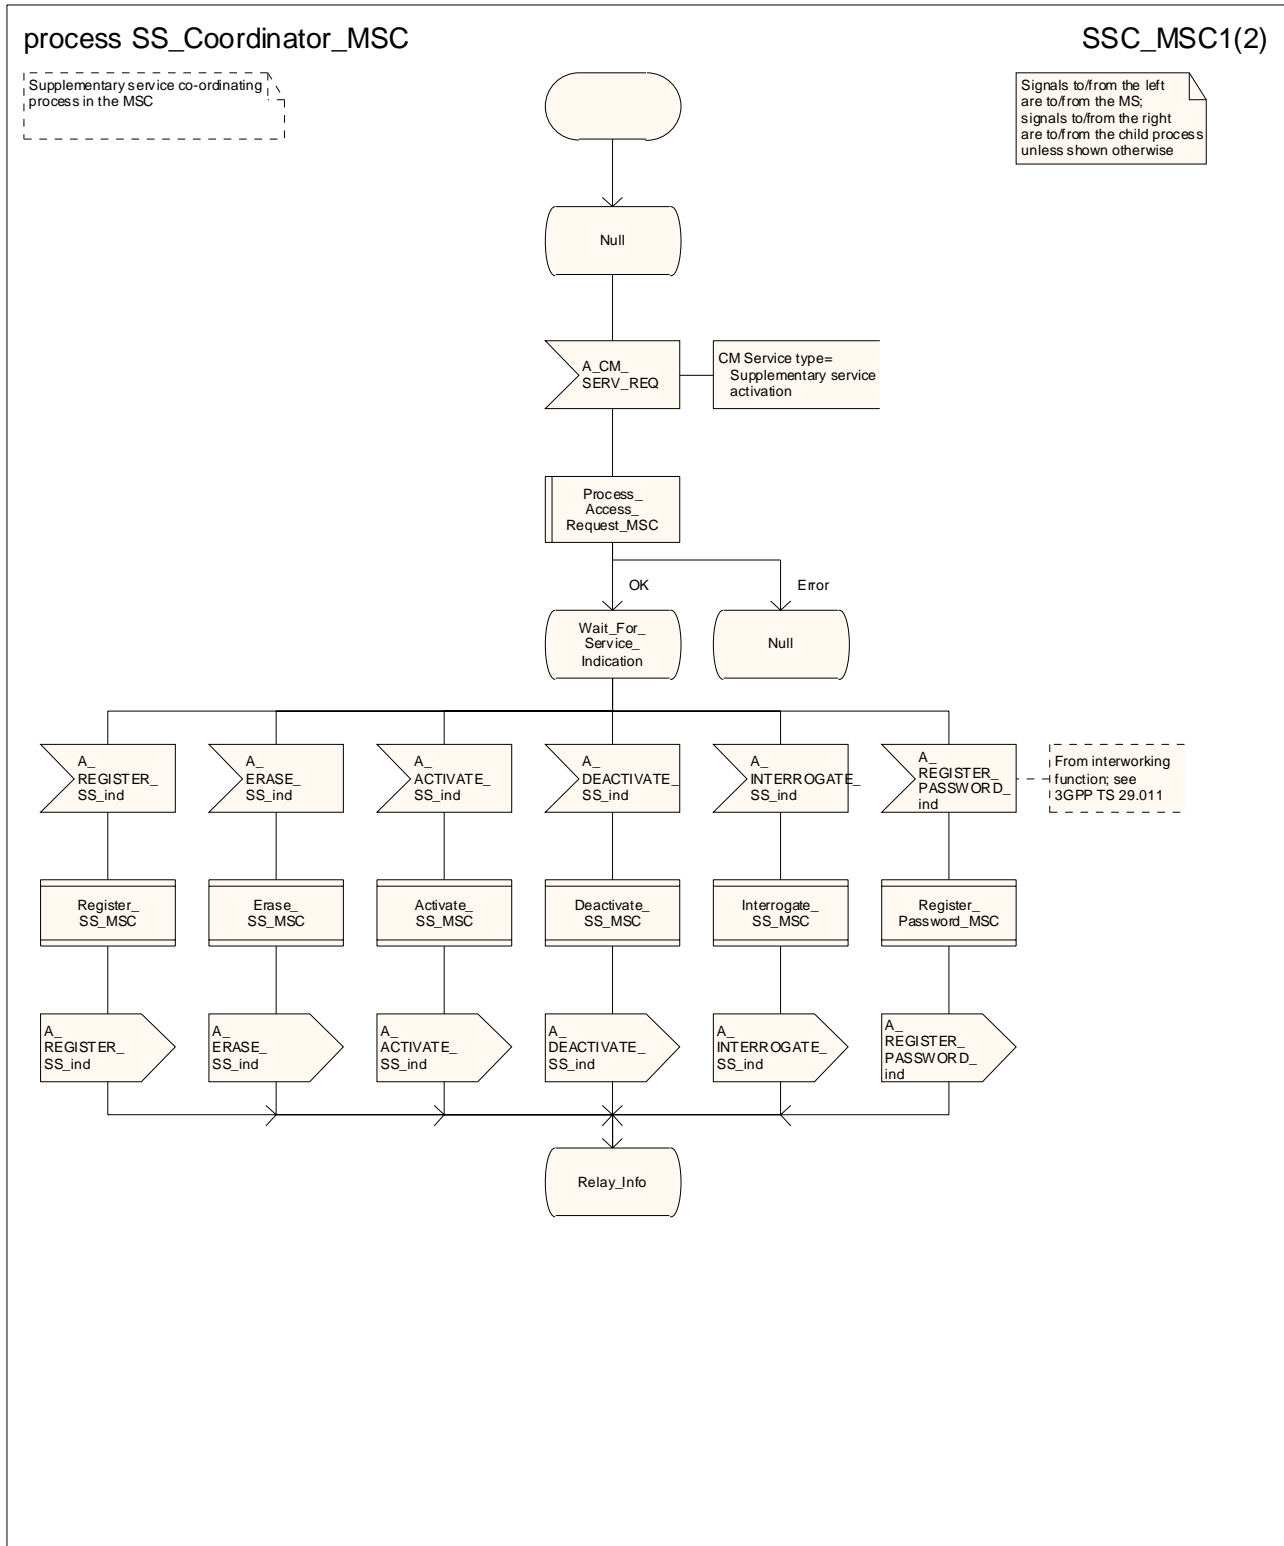 process SS_Coordinator_MSC
SSC_MSC1(2)
Supplementary service co-ordinating
process in the MSC
Signals to/from the left
are to/from the MS;
signals to/from the right
are to/from the child process
unless shown otherwise
Null
A_CM_
SERV_REQ
CM Service type=
Supplementary service
activation
Process_
Access_
Request_MSC
OK
Error
Wait_For_
Service_
Indication
Null
A_
REGISTER_
SS_ind
A_
ERASE_
SS_ind
A_
ACTIVATE_
SS_ind
A_
DEACTIVATE_
SS_ind
A_
INTERROGATE_
SS_ind
A_
REGISTER_
PASSWORD_
ind
From interworking
function; see
3GPP TS 29.011
Register_
SS_MSC
Erase_
SS_MSC
Activate_
SS_MSC
Deactivate_
SS_MSC
Interrogate_
SS_MSC
Register_
Password_MSC
A_
REGISTER_
SS_ind
A_
ERASE_
SS_ind
A_
ACTIVATE_
SS_ind
A_
DEACTIVATE_
SS_ind
A_
INTERROGATE_
SS_ind
A_
REGISTER_
PASSWORD_
ind
Relay_Info